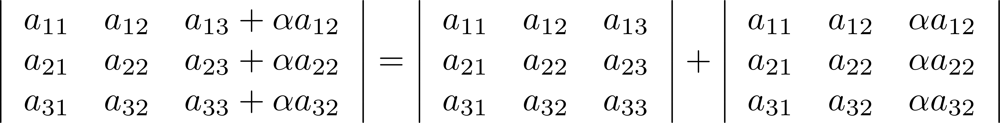 | a₁₁ a₁₂ a₁₃ + αa₁₂ | | a₁₁ a₁₂ a₁₃ | | a₁₁ a₁₂ αa₁₂ |
| a₂₁ a₂₂ a₂₃ + αa₂₂ | = | a₂₁ a₂₂ a₂₃ | + | a₂₁ a₂₂ αa₂₂ |
| a₃₁ a₃₂ a₃₃ + αa₃₂ | | a₃₁ a₃₂ a₃₃ | | a₃₁ a₃₂ αa₃₂ |